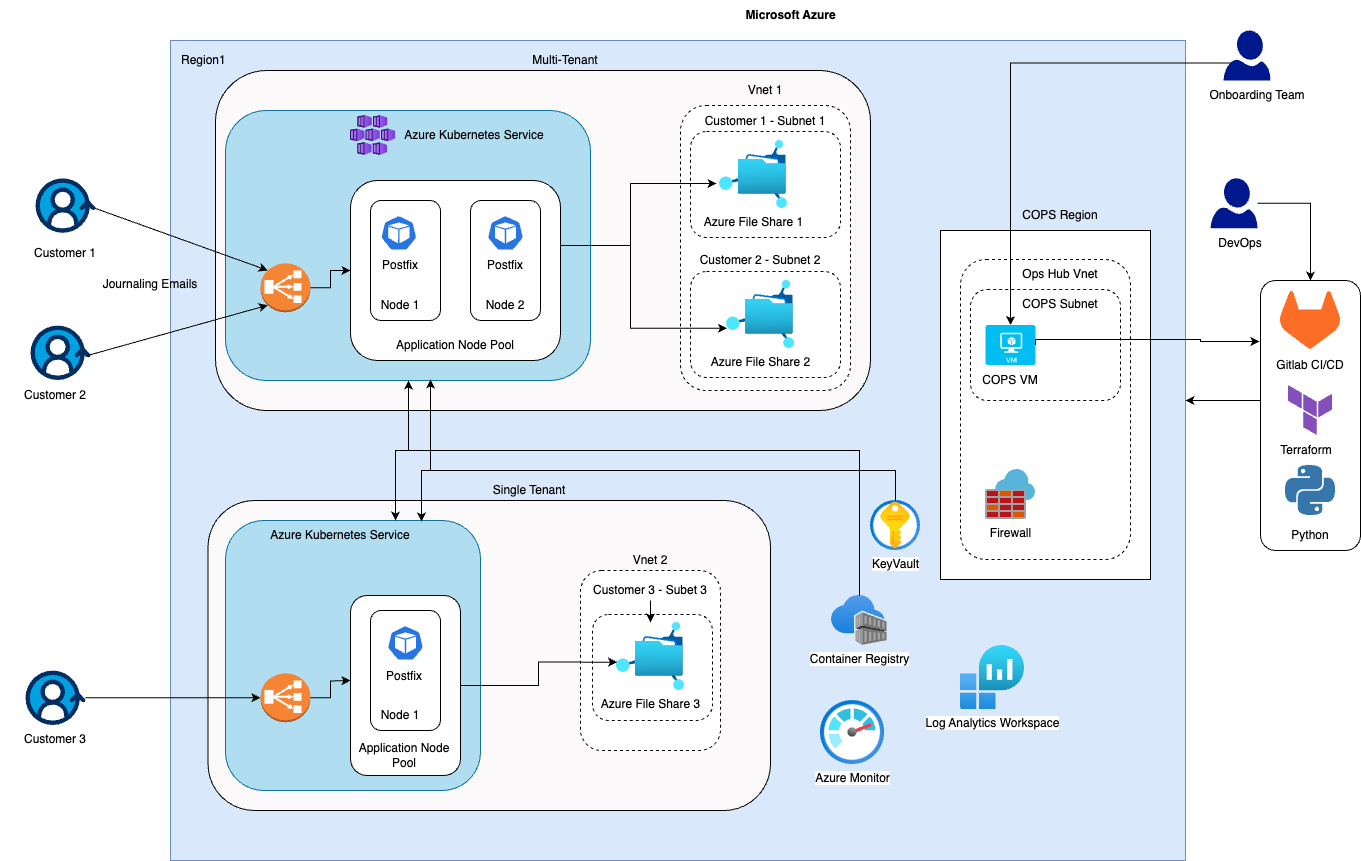 Microsoft Azure
Region1
Multi-Tenant
Vnet 1
Azure Kubernetes Service
Customer 1 - Subnet 1
Azure File Share 1
Customer 2 - Subnet 2
Azure File Share 2
Postfix
Node 1
Postfix
Node 2
Application Node Pool
Customer 1
Journaling Emails
Customer 2
Onboarding Team
DevOps
COPS Region
Ops Hub Vnet
COPS Subnet
VM
COPS VM
Firewall
Gitlab CI/CD
Terraform
Python
Single Tenant
Azure Kubernetes Service
Vnet 2
Customer 3 - Subet 3
Azure File Share 3
Postfix
Node 1
Application Node
Pool
Customer 3
KeyVault
Container Registry
Log Analytics Workspace
Azure Monitor